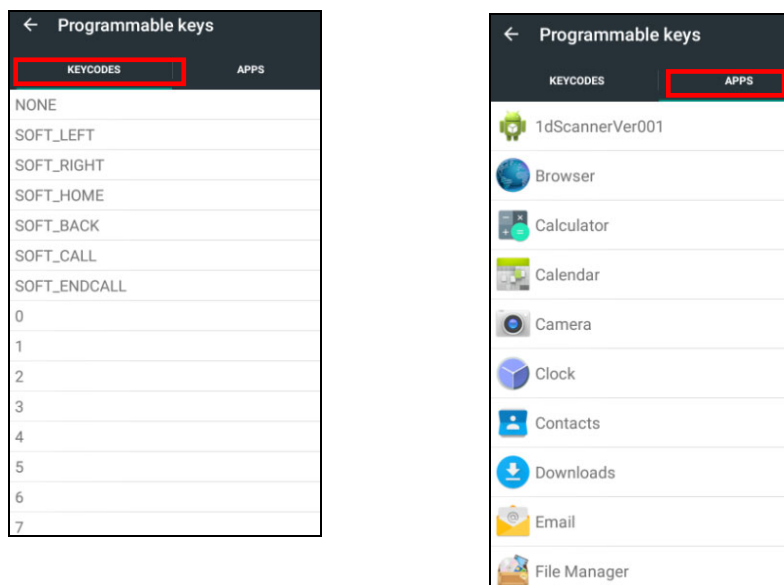 Programmable keys
KEYCODES APPS
NONE
SOFT_LEFT
SOFT_RIGHT
SOFT_HOME
SOFT_BACK
SOFT_CALL
SOFT_ENDCALL
0
1
2
3
4
5
6
7
Programmable keys
KEYCODES APPS
1dScannerVer001
Browser
Calculator
Calendar
Camera
Clock
Contacts
Downloads
Email
File Manager